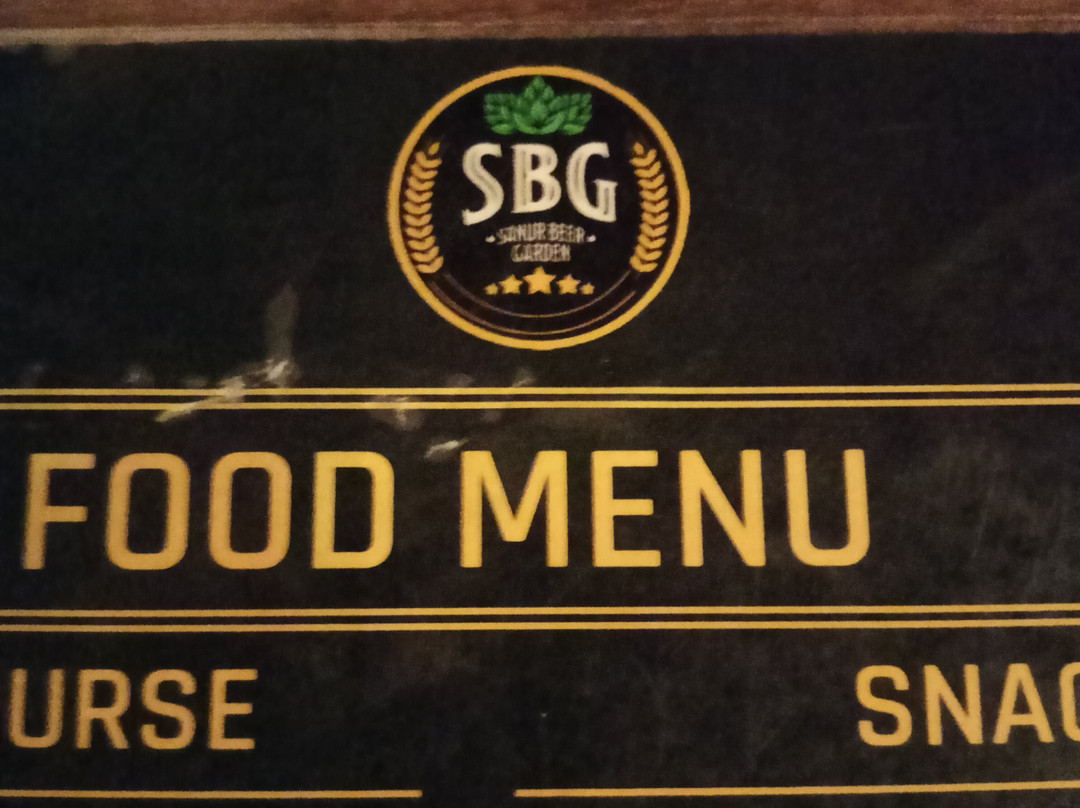 SBG
SANUR BEER
GARDEN
FOOD MENU
URSE
SNAC